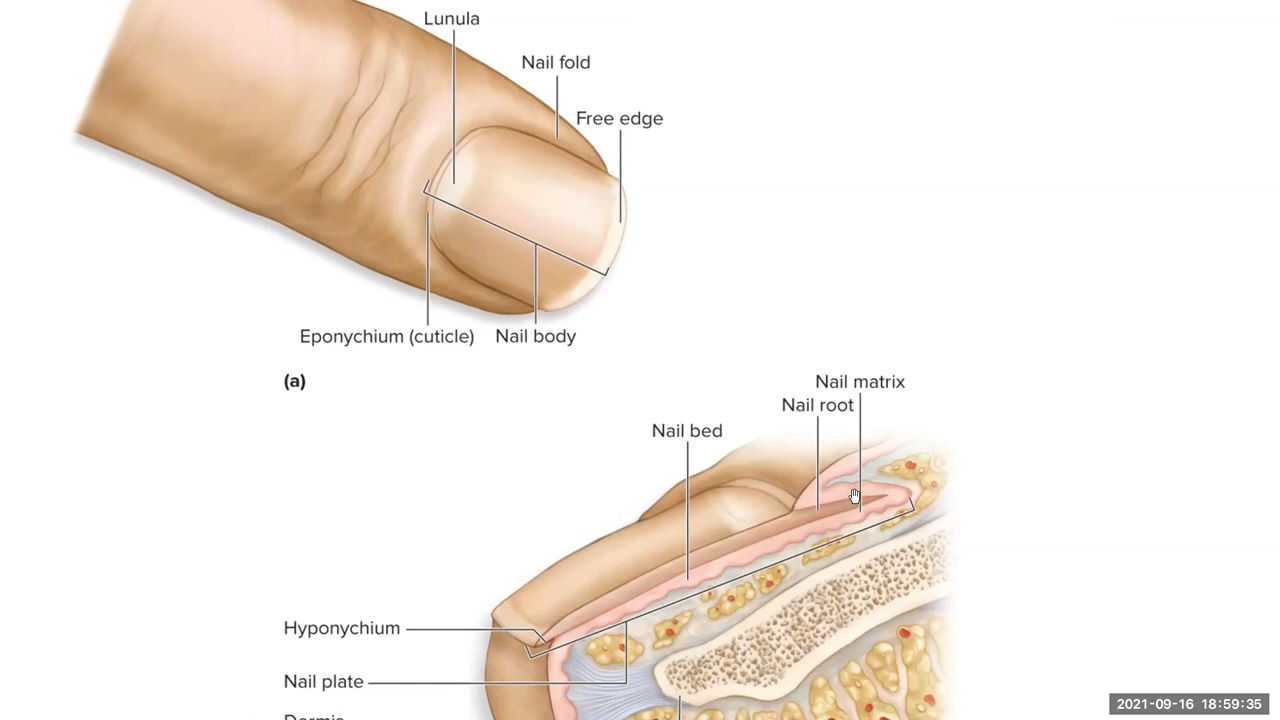 Lunula
Nail fold
Free edge
Eponychium (cuticle)
Nail body
(a)
Nail matrix
Nail root
Nail bed
Hyponychium
Nail plate
Dermis
2021-09-16 18:59:35